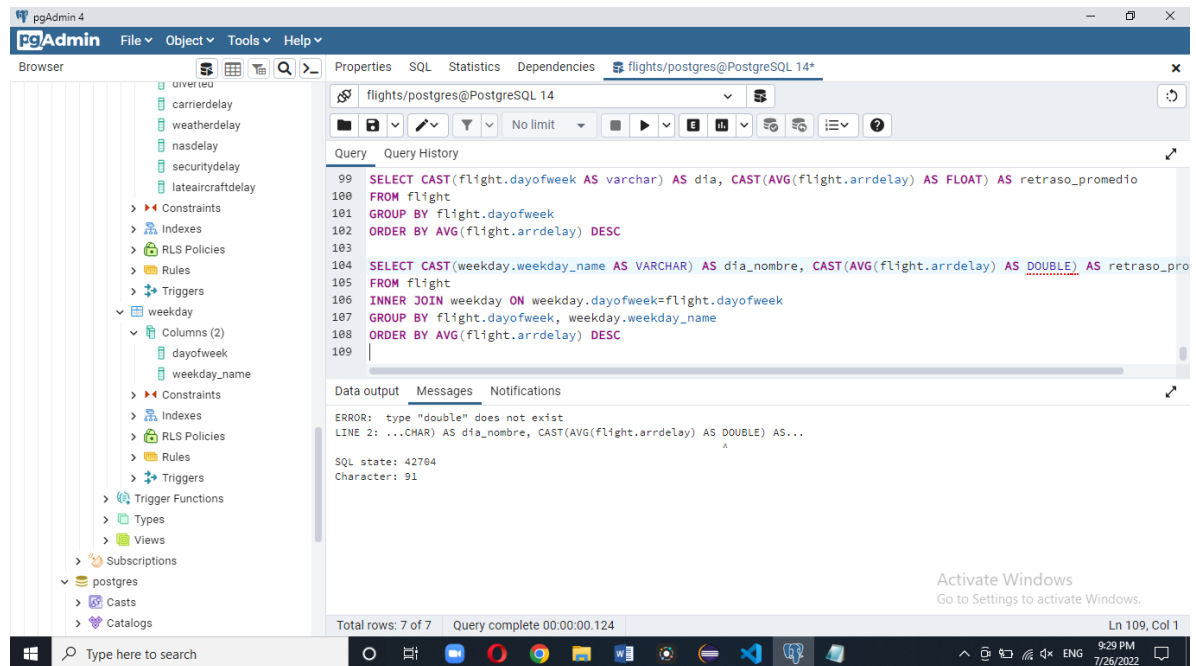 pgAdmin 4
pgAdmin File Object Tools Help
Browser
Properties SQL Statistics Dependencies flights/postgres@PostgreSQL 14*
diverted
carrierdelay
weatherdelay
nasdelay
securitydelay
lateaircraftdelay
Constraints
Indexes
RLS Policies
Rules
Triggers
weekday
Columns (2)
dayofweek
weekday_name
Constraints
Indexes
RLS Policies
Rules
Triggers
Trigger Functions
Types
Views
Subscriptions
postgres
Casts
Catalogs
flights/postgres@PostgreSQL 14
No limit
E
Query Query History
99 SELECT CAST(flight.dayofweek AS varchar) AS dia, CAST(AVG(flight.arrdelay) AS FLOAT) AS retraso_promedio
100 FROM flight
101 GROUP BY flight.dayofweek
102 ORDER BY AVG(flight.arrdelay) DESC
103
104 SELECT CAST(weekday.weekday_name AS VARCHAR) AS dia_nombre, CAST(AVG(flight.arrdelay) AS DOUBLE) AS retraso_pro
105 FROM flight
106 INNER JOIN weekday ON weekday.dayofweek=flight.dayofweek
107 GROUP BY flight.dayofweek, weekday.weekday_name
108 ORDER BY AVG(flight.arrdelay) DESC
109
Data output Messages Notifications
ERROR: type "double" does not exist
LINE 2: ...CHAR) AS dia_nombre, CAST(AVG(flight.arrdelay) AS DOUBLE) AS...
^
SQL state: 42704
Character: 91
Activate Windows
Go to Settings to activate Windows.
Total rows: 7 of 7 Query complete 00:00:00.124 Ln 109, Col 1
Type here to search
ENG
9:29 PM
7/26/2022